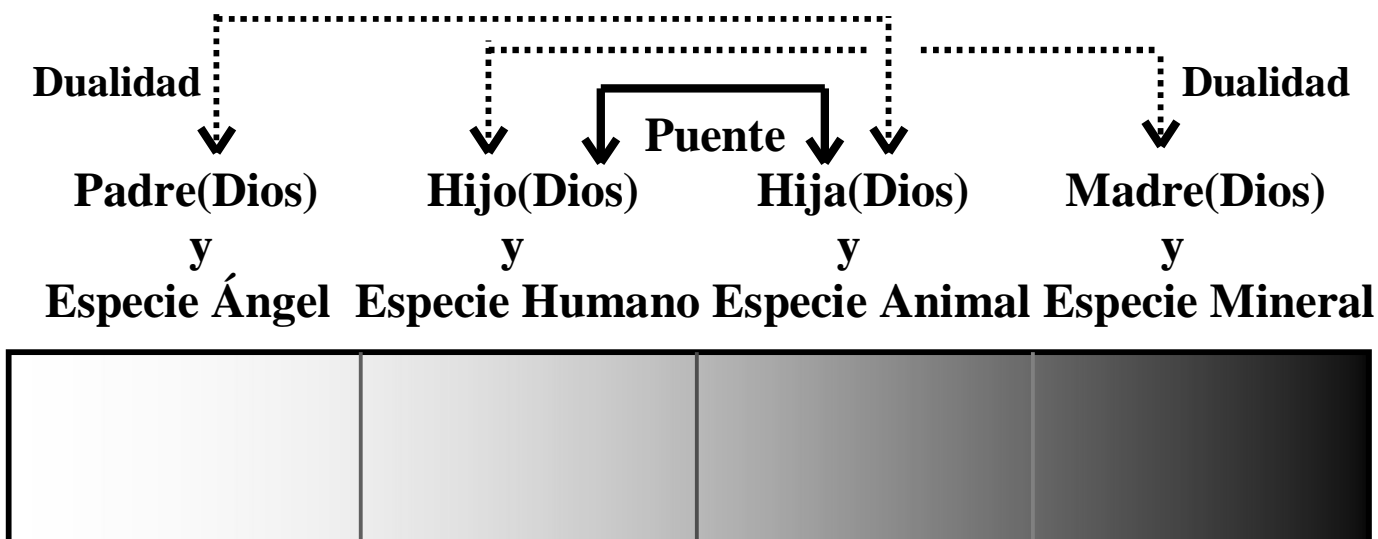 Dualidad Dualidad
Puente
Padre(Dios) Hijo(Dios) Hija(Dios) Madre(Dios)
y y y y
Especie Ángel Especie Humano Especie Animal Especie Mineral